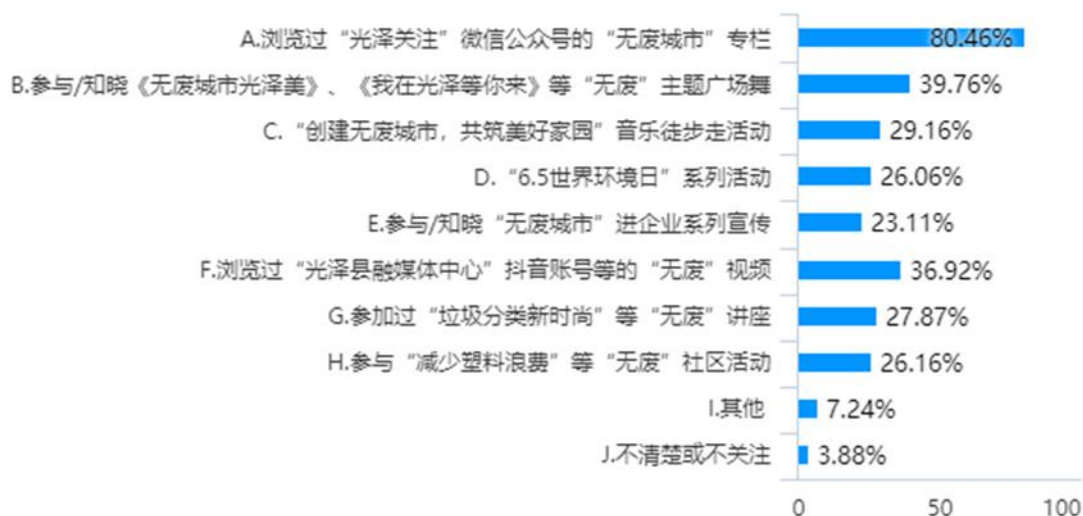 A.浏览过“光泽关注”微信公众号的“无废城市”专栏 80.46%
B.参与/知晓《无废城市光泽美》、《我在光泽等你来》等“无废”主题广场舞 39.76%
C.“创建无废城市，共筑美好家园”音乐徒步走活动 29.16%
D.“6.5世界环境日”系列活动 26.06%
E.参与/知晓“无废城市”进企业系列宣传 23.11%
F.浏览过“光泽县融媒体中心”抖音账号等的“无废”视频 36.92%
G.参加过“垃圾分类新时尚”等“无废”讲座 27.87%
H.参与“减少塑料浪费”等“无废”社区活动 26.16%
I.其他 7.24%
J.不清楚或不关注 3.88%
0 50 100